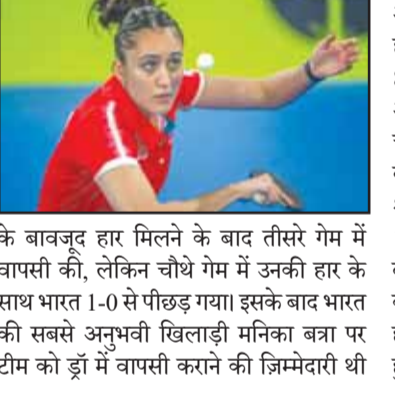 के बावजूद हार मिलने के बाद तीसरे गेम में
वापसी की, लेकिन चौथे गेम में उनकी हार के
साथ भारत 1-0 से पीछड़ गया। इसके बाद भारत
की सबसे अनुभवी खिलाड़ी मनिका बत्रा पर
टीम को ड्रॉ में वापसी कराने की ज़िम्मेदारी थी